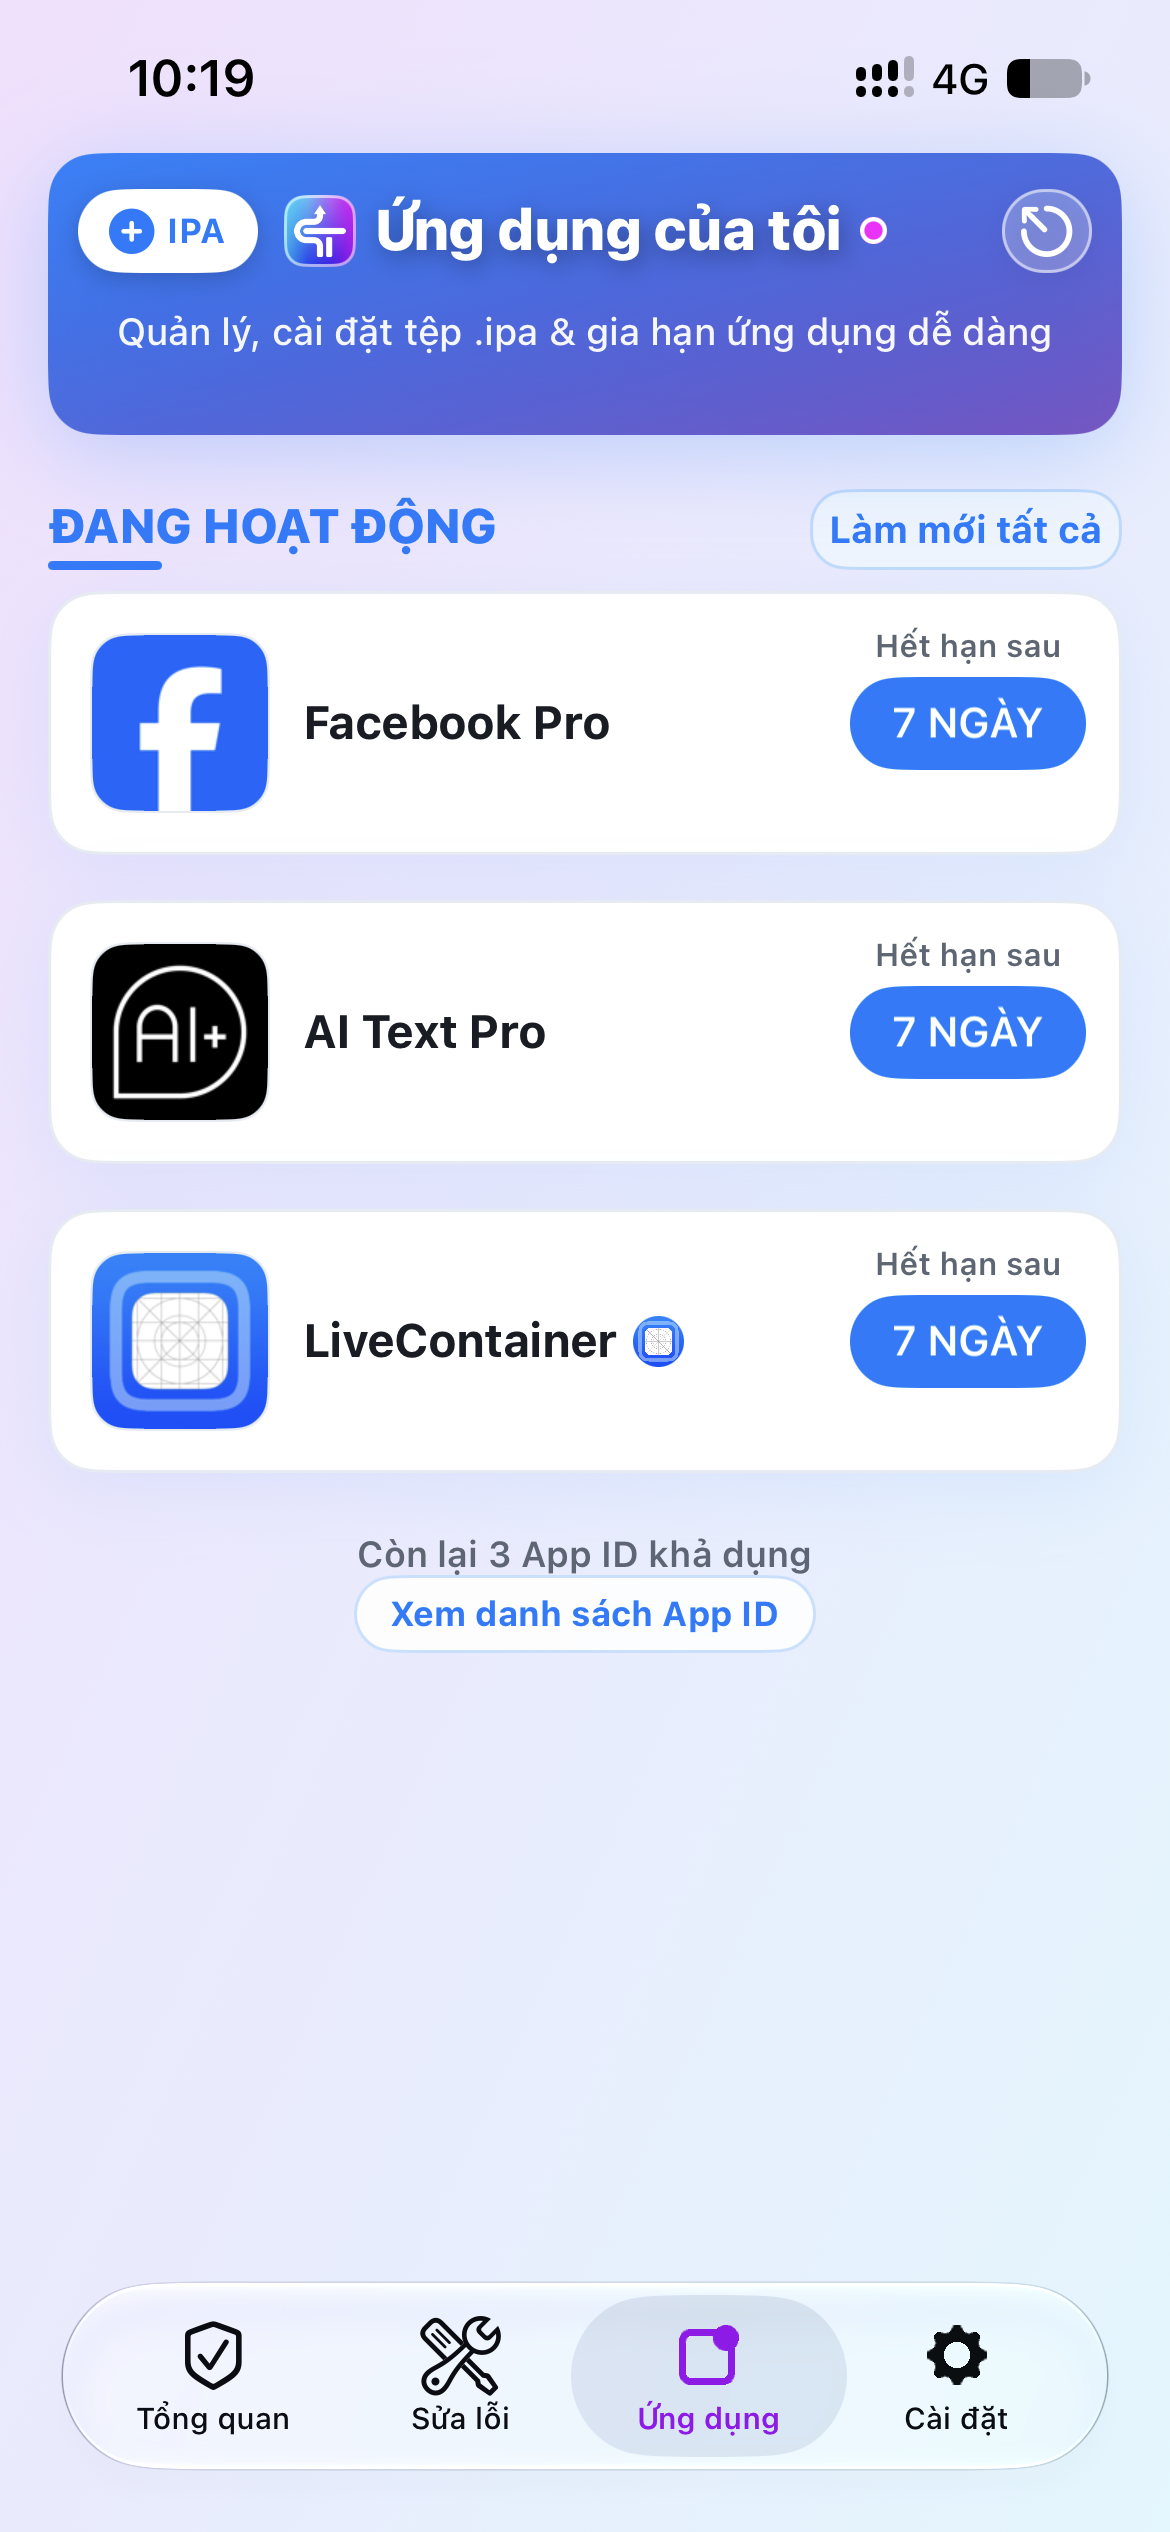 10:19
4G
IPA
Ứng dụng của tôi
Quản lý, cài đặt tệp .ipa & gia hạn ứng dụng dễ dàng
ĐANG HOẠT ĐỘNG
Làm mới tất cả
Hết hạn sau
Facebook Pro
7 NGÀY
Hết hạn sau
AI+
AI Text Pro
7 NGÀY
Hết hạn sau
LiveContainer
7 NGÀY
Còn lại 3 App ID khả dụng
Xem danh sách App ID
Tổng quan
Sửa lỗi
Ứng dụng
Cài đặt